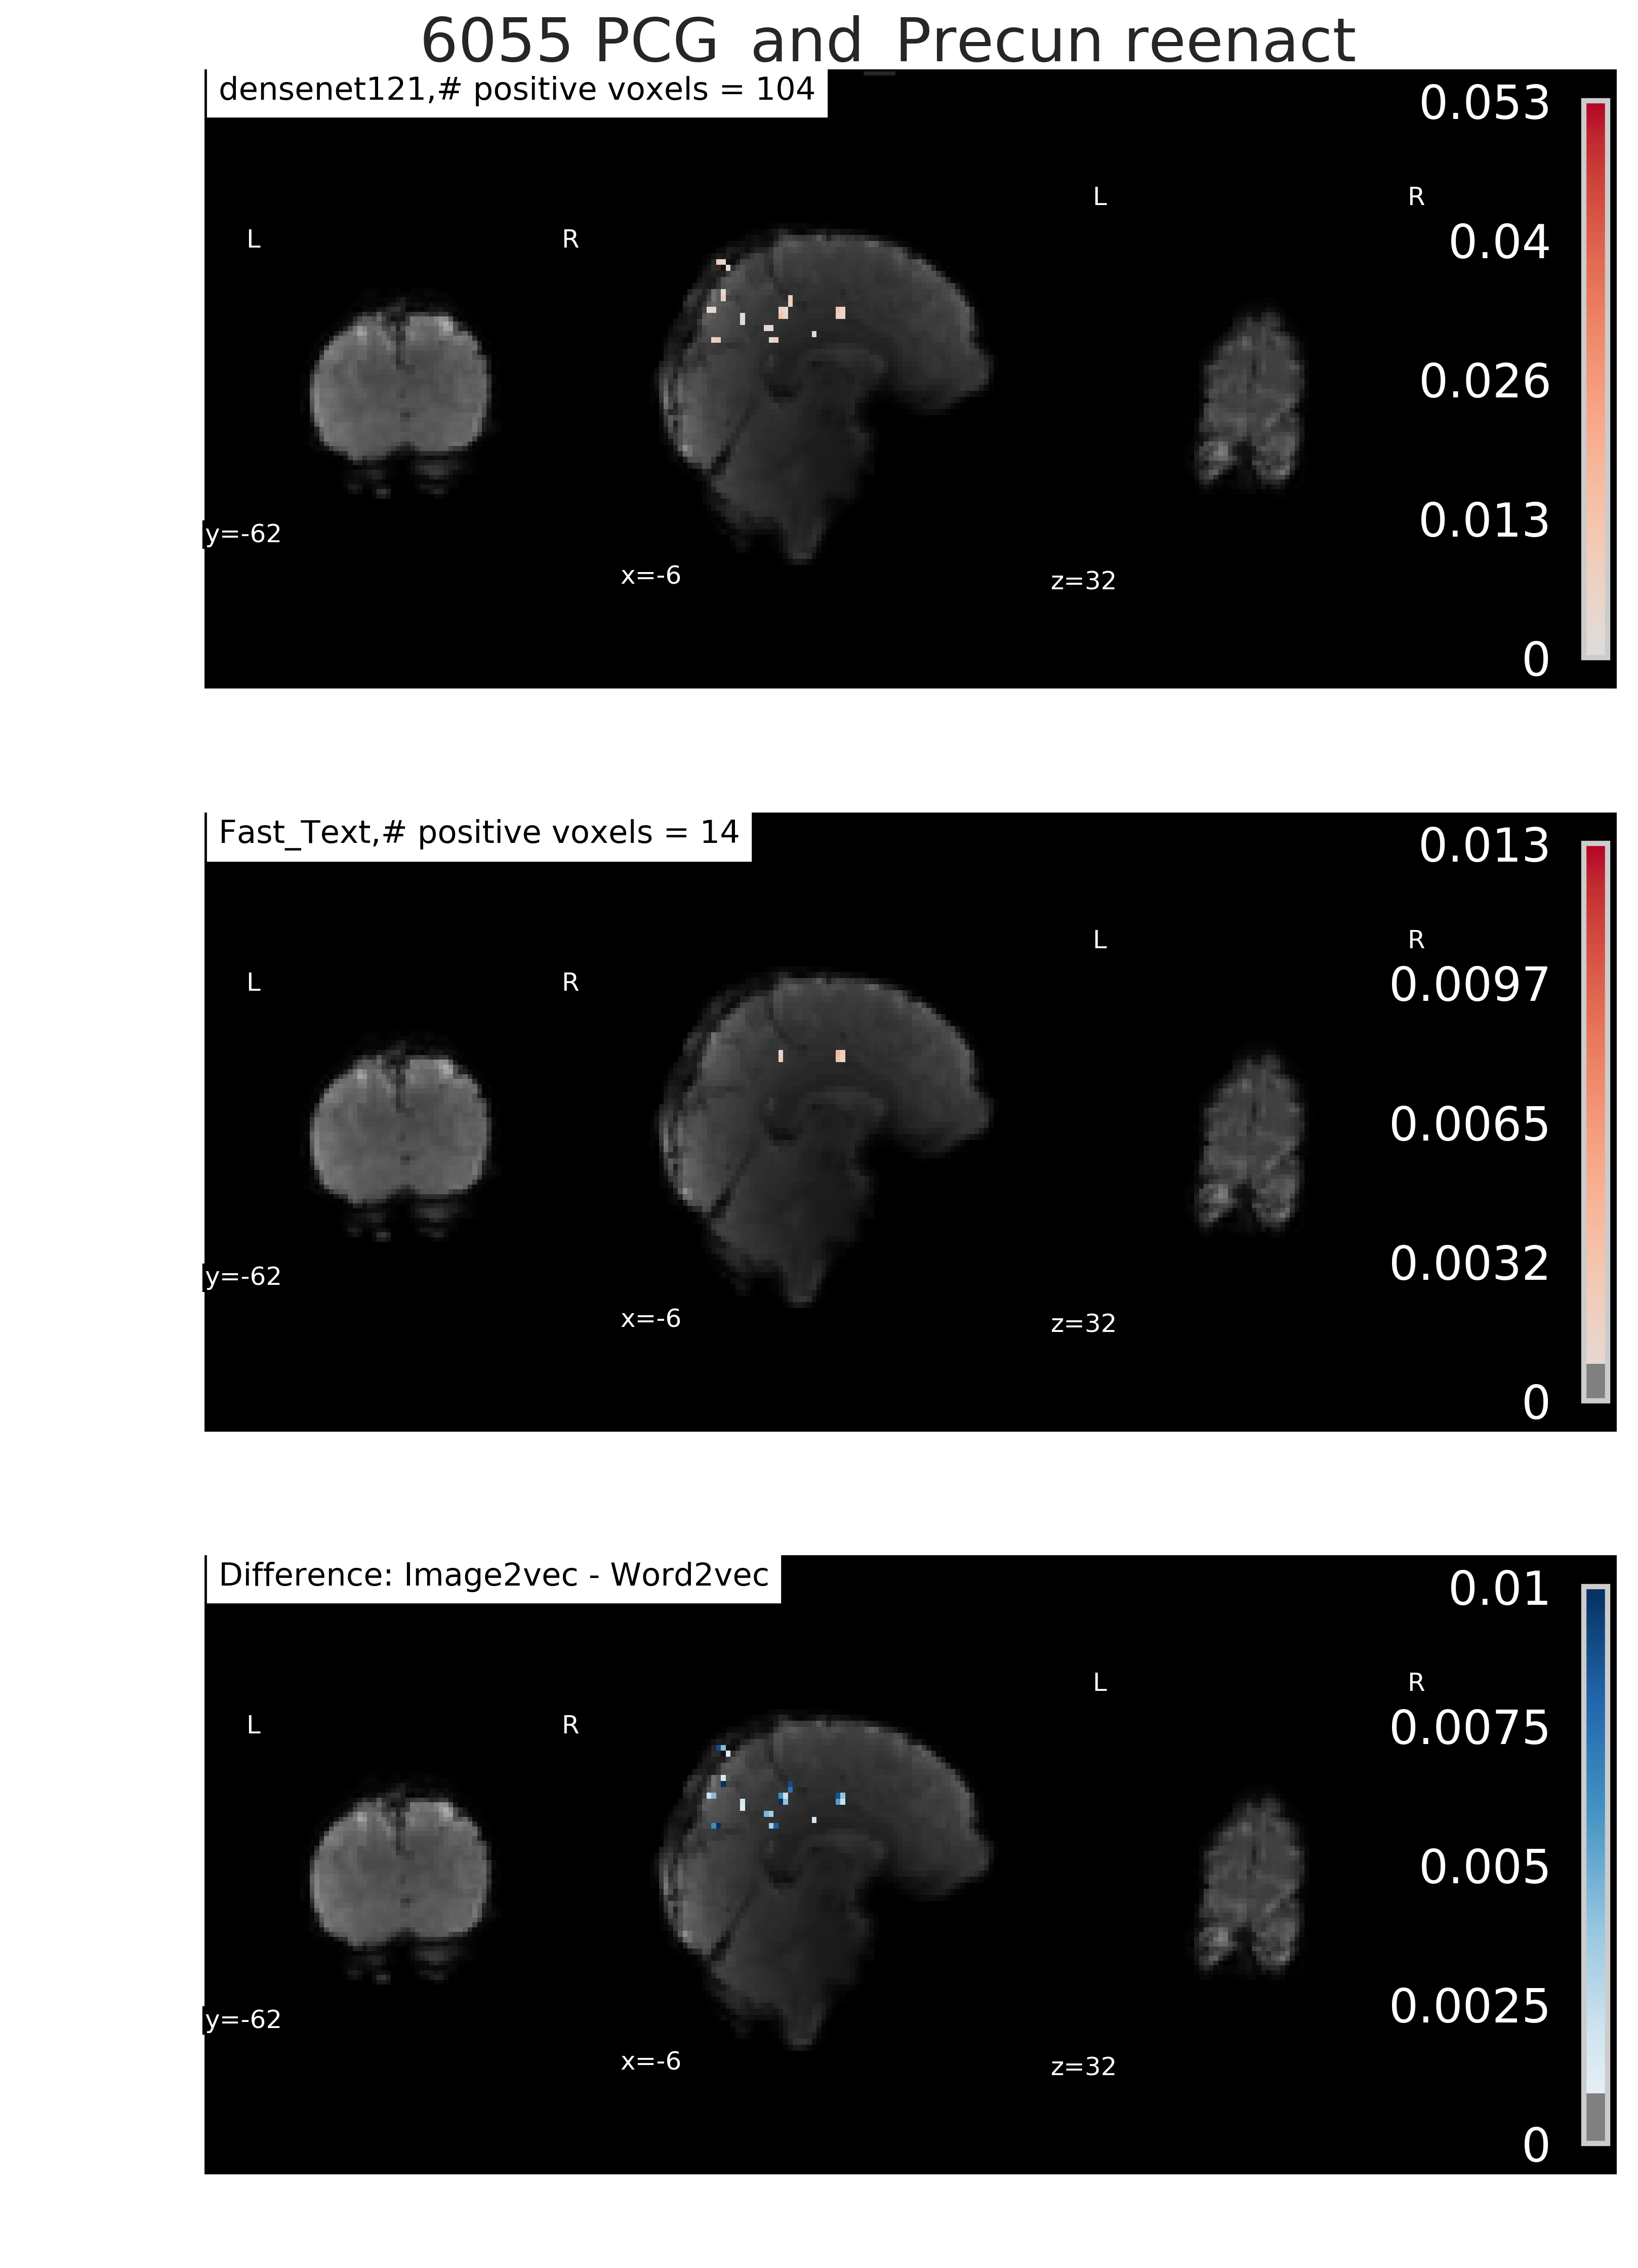 6055 PCG_and_Precun reenact
densenet121,# positive voxels = 104
0.053
L R
0.04
L R
0.026
0.013
y=-62
x=-6
z=32
0
Fast_Text,# positive voxels = 14
0.013
L R
0.0097
L R
0.0065
0.0032
y=-62
x=-6
z=32
0
Difference: Image2vec - Word2vec
0.01
L R
0.0075
L R
0.005
0.0025
y=-62
x=-6
z=32
0